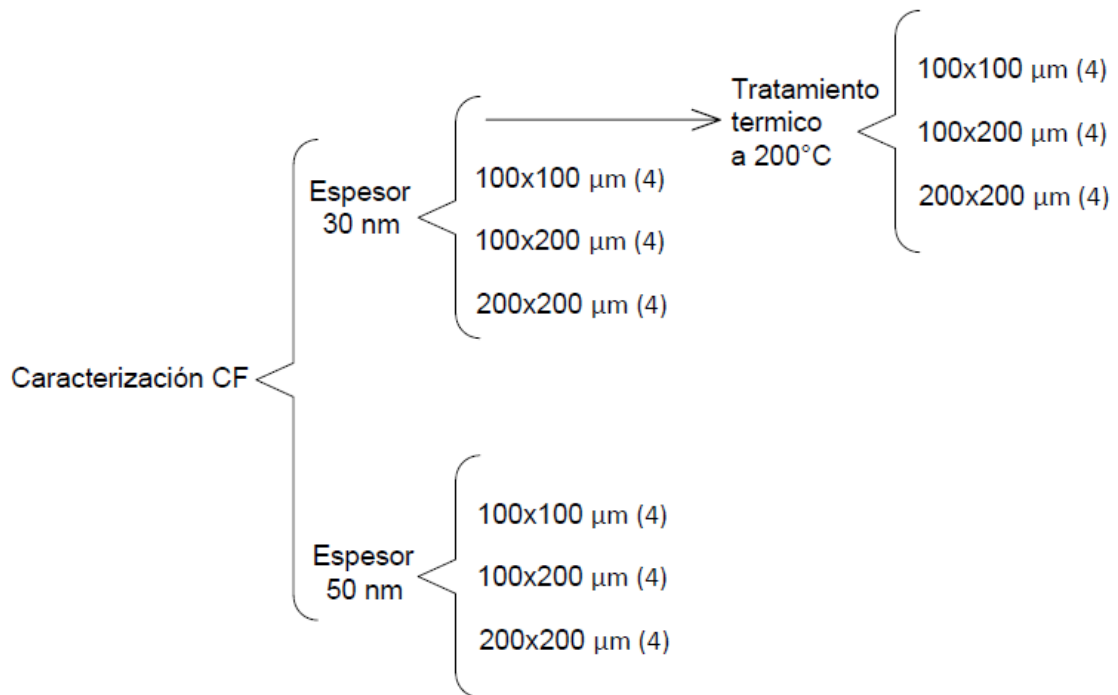 Caracterización CF
Espesor
30 nm
100x100 μm (4)
100x200 μm (4)
200x200 μm (4)
Tratamiento
termico
a 200°C
100x100 μm (4)
100x200 μm (4)
200x200 μm (4)
Espesor
50 nm
100x100 μm (4)
100x200 μm (4)
200x200 μm (4)